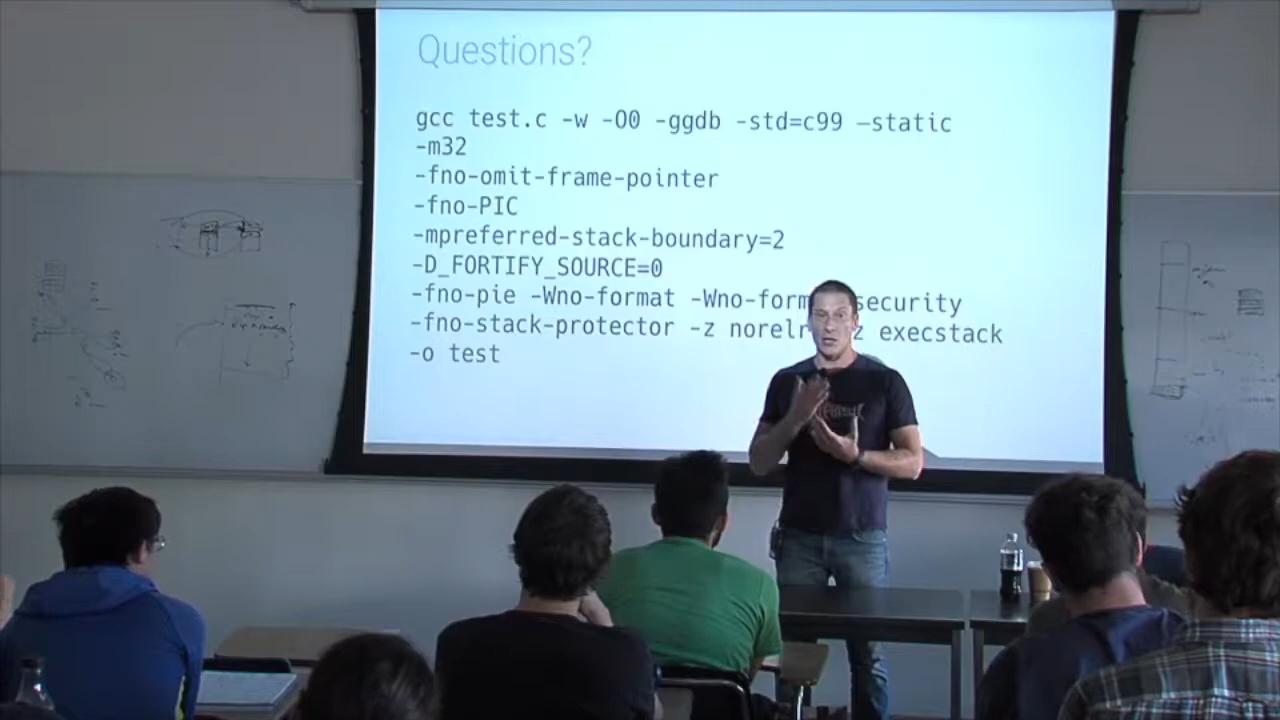 Questions?
gcc test.c -w -O0 -ggdb -std=c99 –static
-m32
-fno-omit-frame-pointer
-fno-PIC
-mpreferred-stack-boundary=2
-D_FORTIFY_SOURCE=0
-fno-pie -Wno-format security
-fno-stack-protector -z execstack
-o test